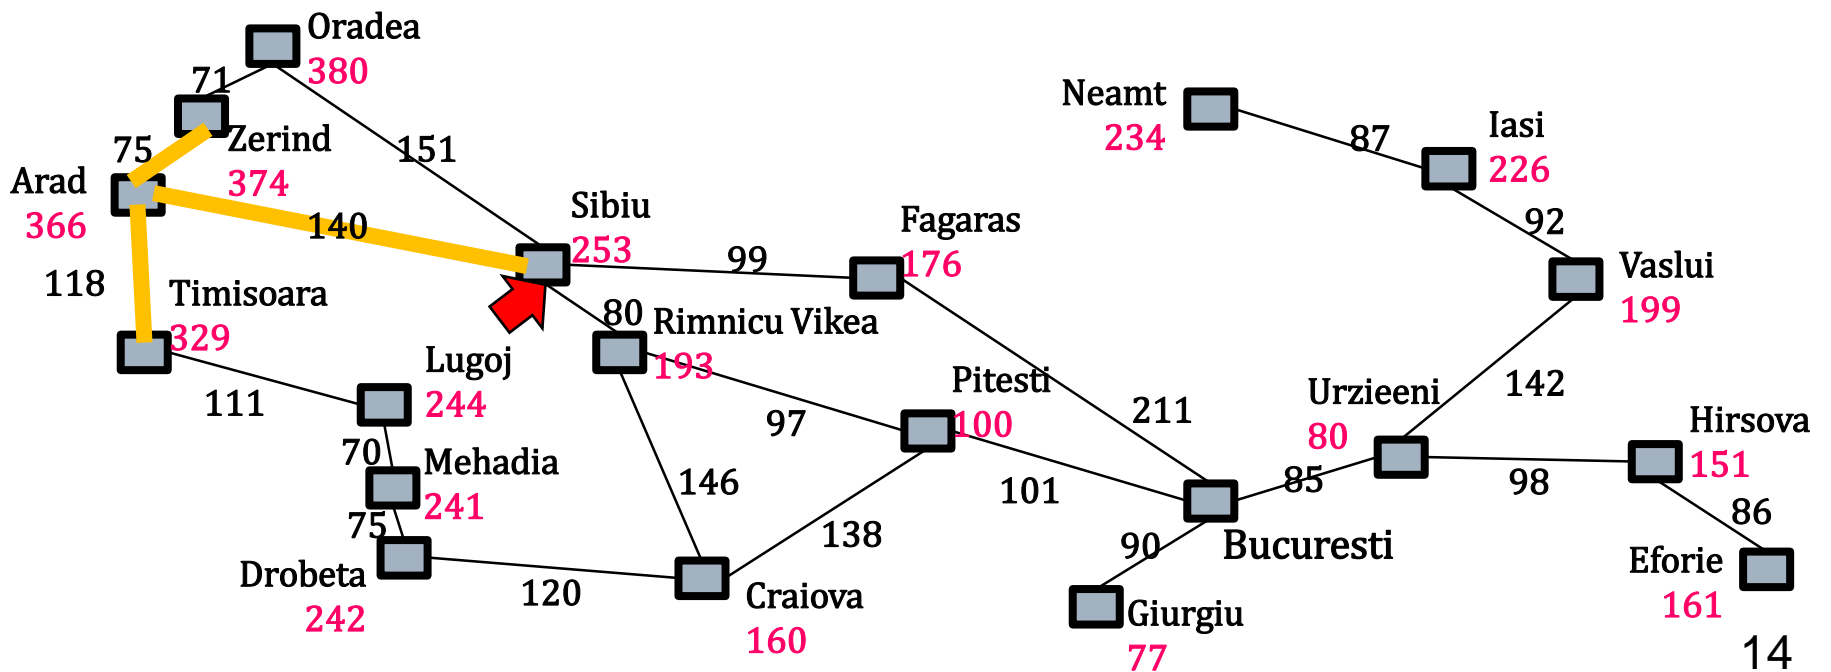 Oradea
380
71
Zerind
374
75
Arad
366
151
140
118
Timisoara
329
Sibiu
253
99
Fagaras
176
80
Rimnicu Vikea
193
Lugoj
244
111
70
Mehadia
241
75
Drobeta
242
120
146
97
Pitesti
100
138
Craiova
160
211
101
Bucuresti
90
Giurgiu
77
85
Urzieeni
80
142
Neamt
234
87
Iasi
226
92
Vaslui
199
98
Hirsova
151
86
Eforie
161
14